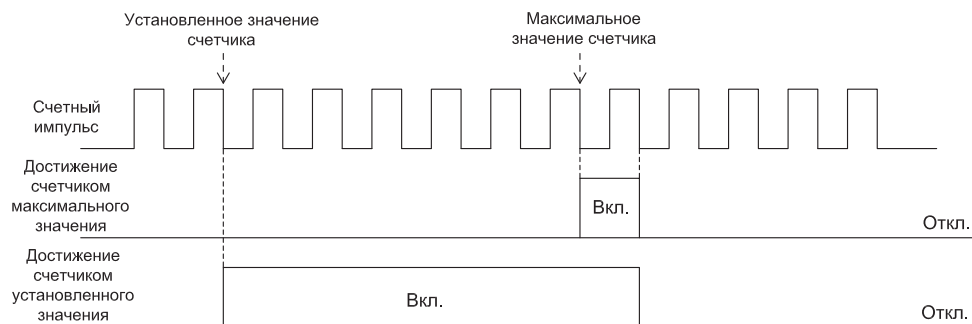 Установленное значение
счетчика
Максимальное
значение счетчика
Счетный
импульс
Достижение
счетчиком
максимального
значения
Вкл.
Откл.
Достижение
счетчиком
установленного
значения
Вкл.
Откл.